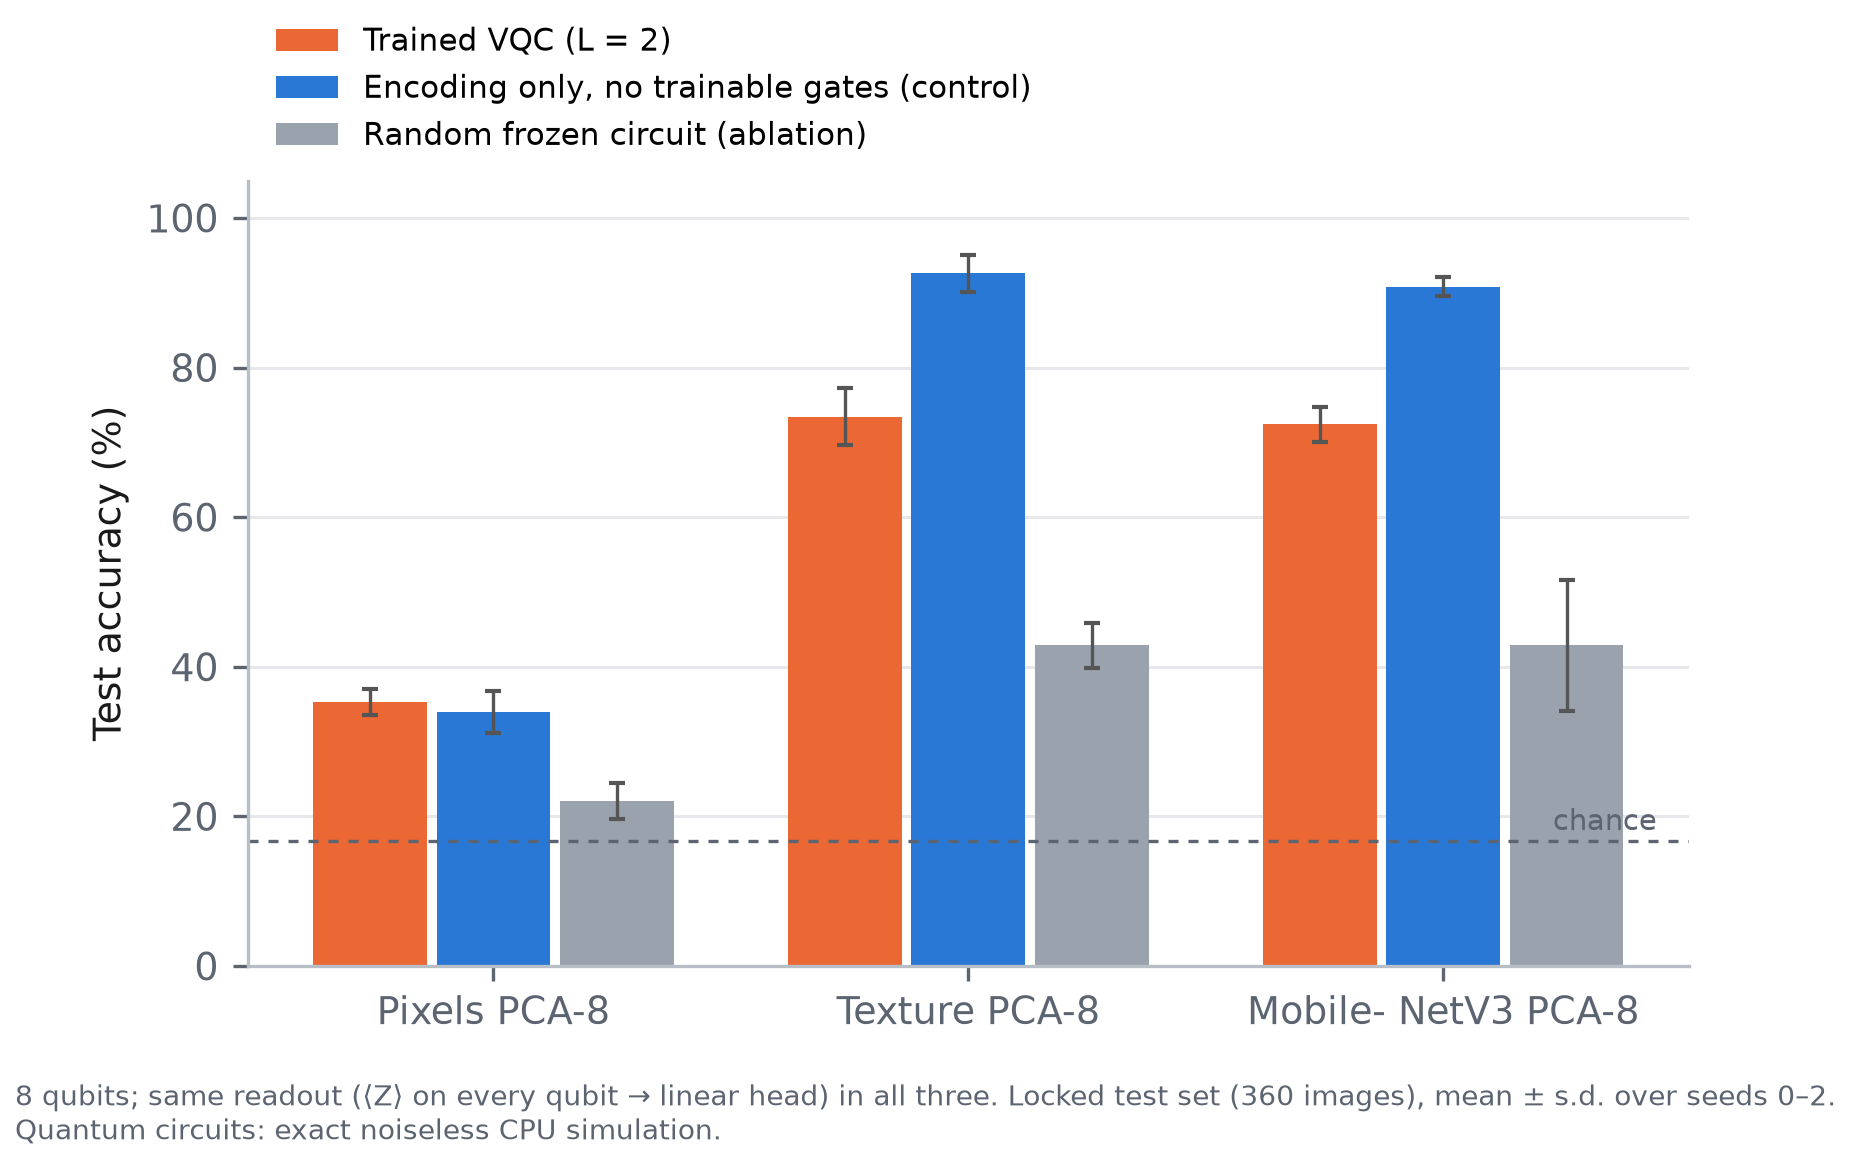 Trained VQC (L = 2)
Encoding only, no trainable gates (control)
Random frozen circuit (ablation)
Test accuracy (%)
100
80
60
40
20
0
chance
Pixels PCA-8
Texture PCA-8
Mobile- NetV3 PCA-8
8 qubits; same readout (⟨Z⟩ on every qubit → linear head) in all three. Locked test set (360 images), mean ± s.d. over seeds 0–2.
Quantum circuits: exact noiseless CPU simulation.